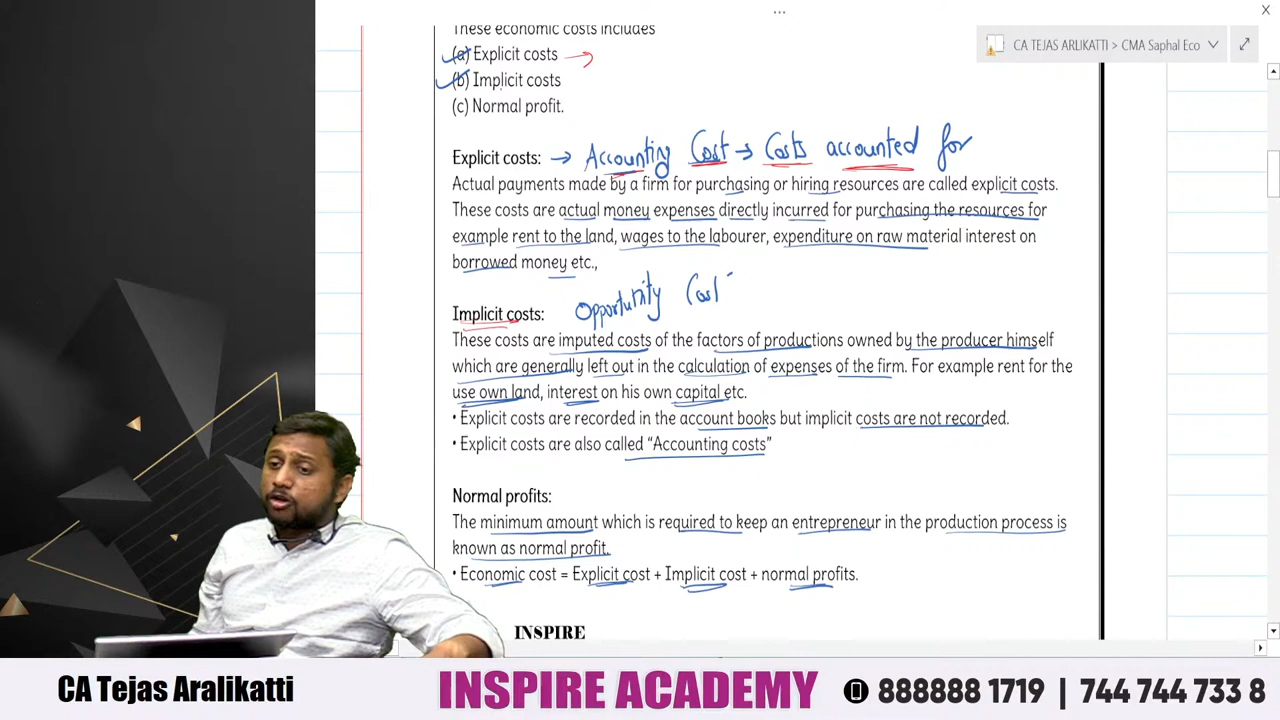 These economic costs includes
(a) Explicit costs →
(b) Implicit costs
(c) Normal profit.
CA TEJAS ARLIKATTI > CMA Saphal Eco
Explicit costs: → Accounting Cost → Costs accounted for
Actual payments made by a firm for purchasing or hiring resources are called explicit costs.
These costs are actual money expenses directly incurred for purchasing the resources for
example rent to the land, wages to the labourer, expenditure on raw material interest on
borrowed money etc.,
Implicit costs: Opportunity Cost
These costs are imputed costs of the factors of productions owned by the producer himself
which are generally left out in the calculation of expenses of the firm. For example rent for the
use own land, interest on his own capital etc.
• Explicit costs are recorded in the account books but implicit costs are not recorded.
• Explicit costs are also called “Accounting costs”
Normal profits:
The minimum amount which is required to keep an entrepreneur in the production process is
known as normal profit.
• Economic cost = Explicit cost + Implicit cost + normal profits.
INSPIRE
CA Tejas Aralikatti
INSPIRE ACADEMY
888888 1719 | 744 744 733 8